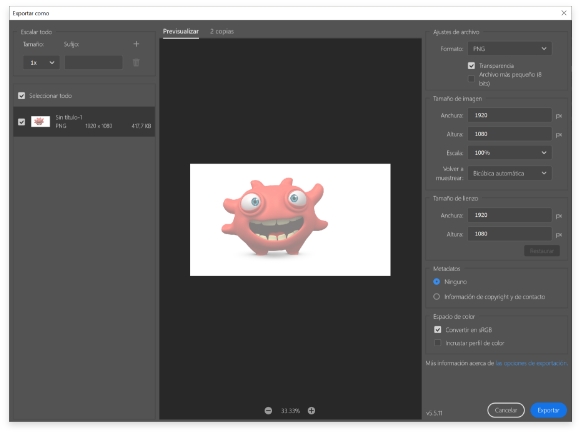 Exportar como
Escalar todo
Tamaño: Sufijo:
1x
Seleccionar todo
Sin título-1
PNG 1920 x 1080 417.7 KB
Previsualizar 2 copias
33,33%
Ajustes de archivo
Formato: PNG
Transparencia
Archivo más pequeño (8
bits)
Tamaño de imagen
Anchura: 1920 px
Altura: 1080 px
Escala: 100%
Volver a
muestrear: Bicúbica automática
Tamaño de lienzo
Anchura: 1920 px
Altura: 1080 px
Restaurar
Metadatos
Ninguno
Información de copyright y de contacto
Espacio de color
Convertir en sRGB
Incrustar perfil de color
Más información acerca de las opciones de exportación.
v5.5.11
Cancelar Exportar